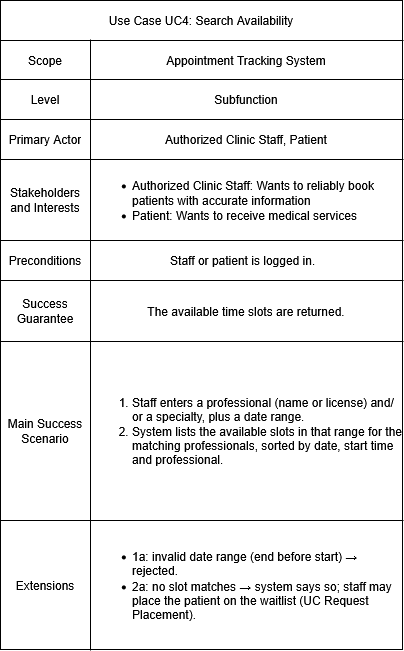 Use Case UC4: Search Availability
Scope
Appointment Tracking System
Level
Subfunction
Primary Actor
Authorized Clinic Staff, Patient
Stakeholders
and Interests
• Authorized Clinic Staff: Wants to reliably book
patients with accurate information
• Patient: Wants to receive medical services
Preconditions
Staff or patient is logged in.
Success
Guarantee
The available time slots are returned.
Main Success
Scenario
1. Staff enters a professional (name or license) and/
or a specialty, plus a date range.
2. System lists the available slots in that range for the
matching professionals, sorted by date, start time
and professional.
Extensions
• 1a: invalid date range (end before start) →
rejected.
• 2a: no slot matches → system says so; staff may
place the patient on the waitlist (UC Request
Placement).